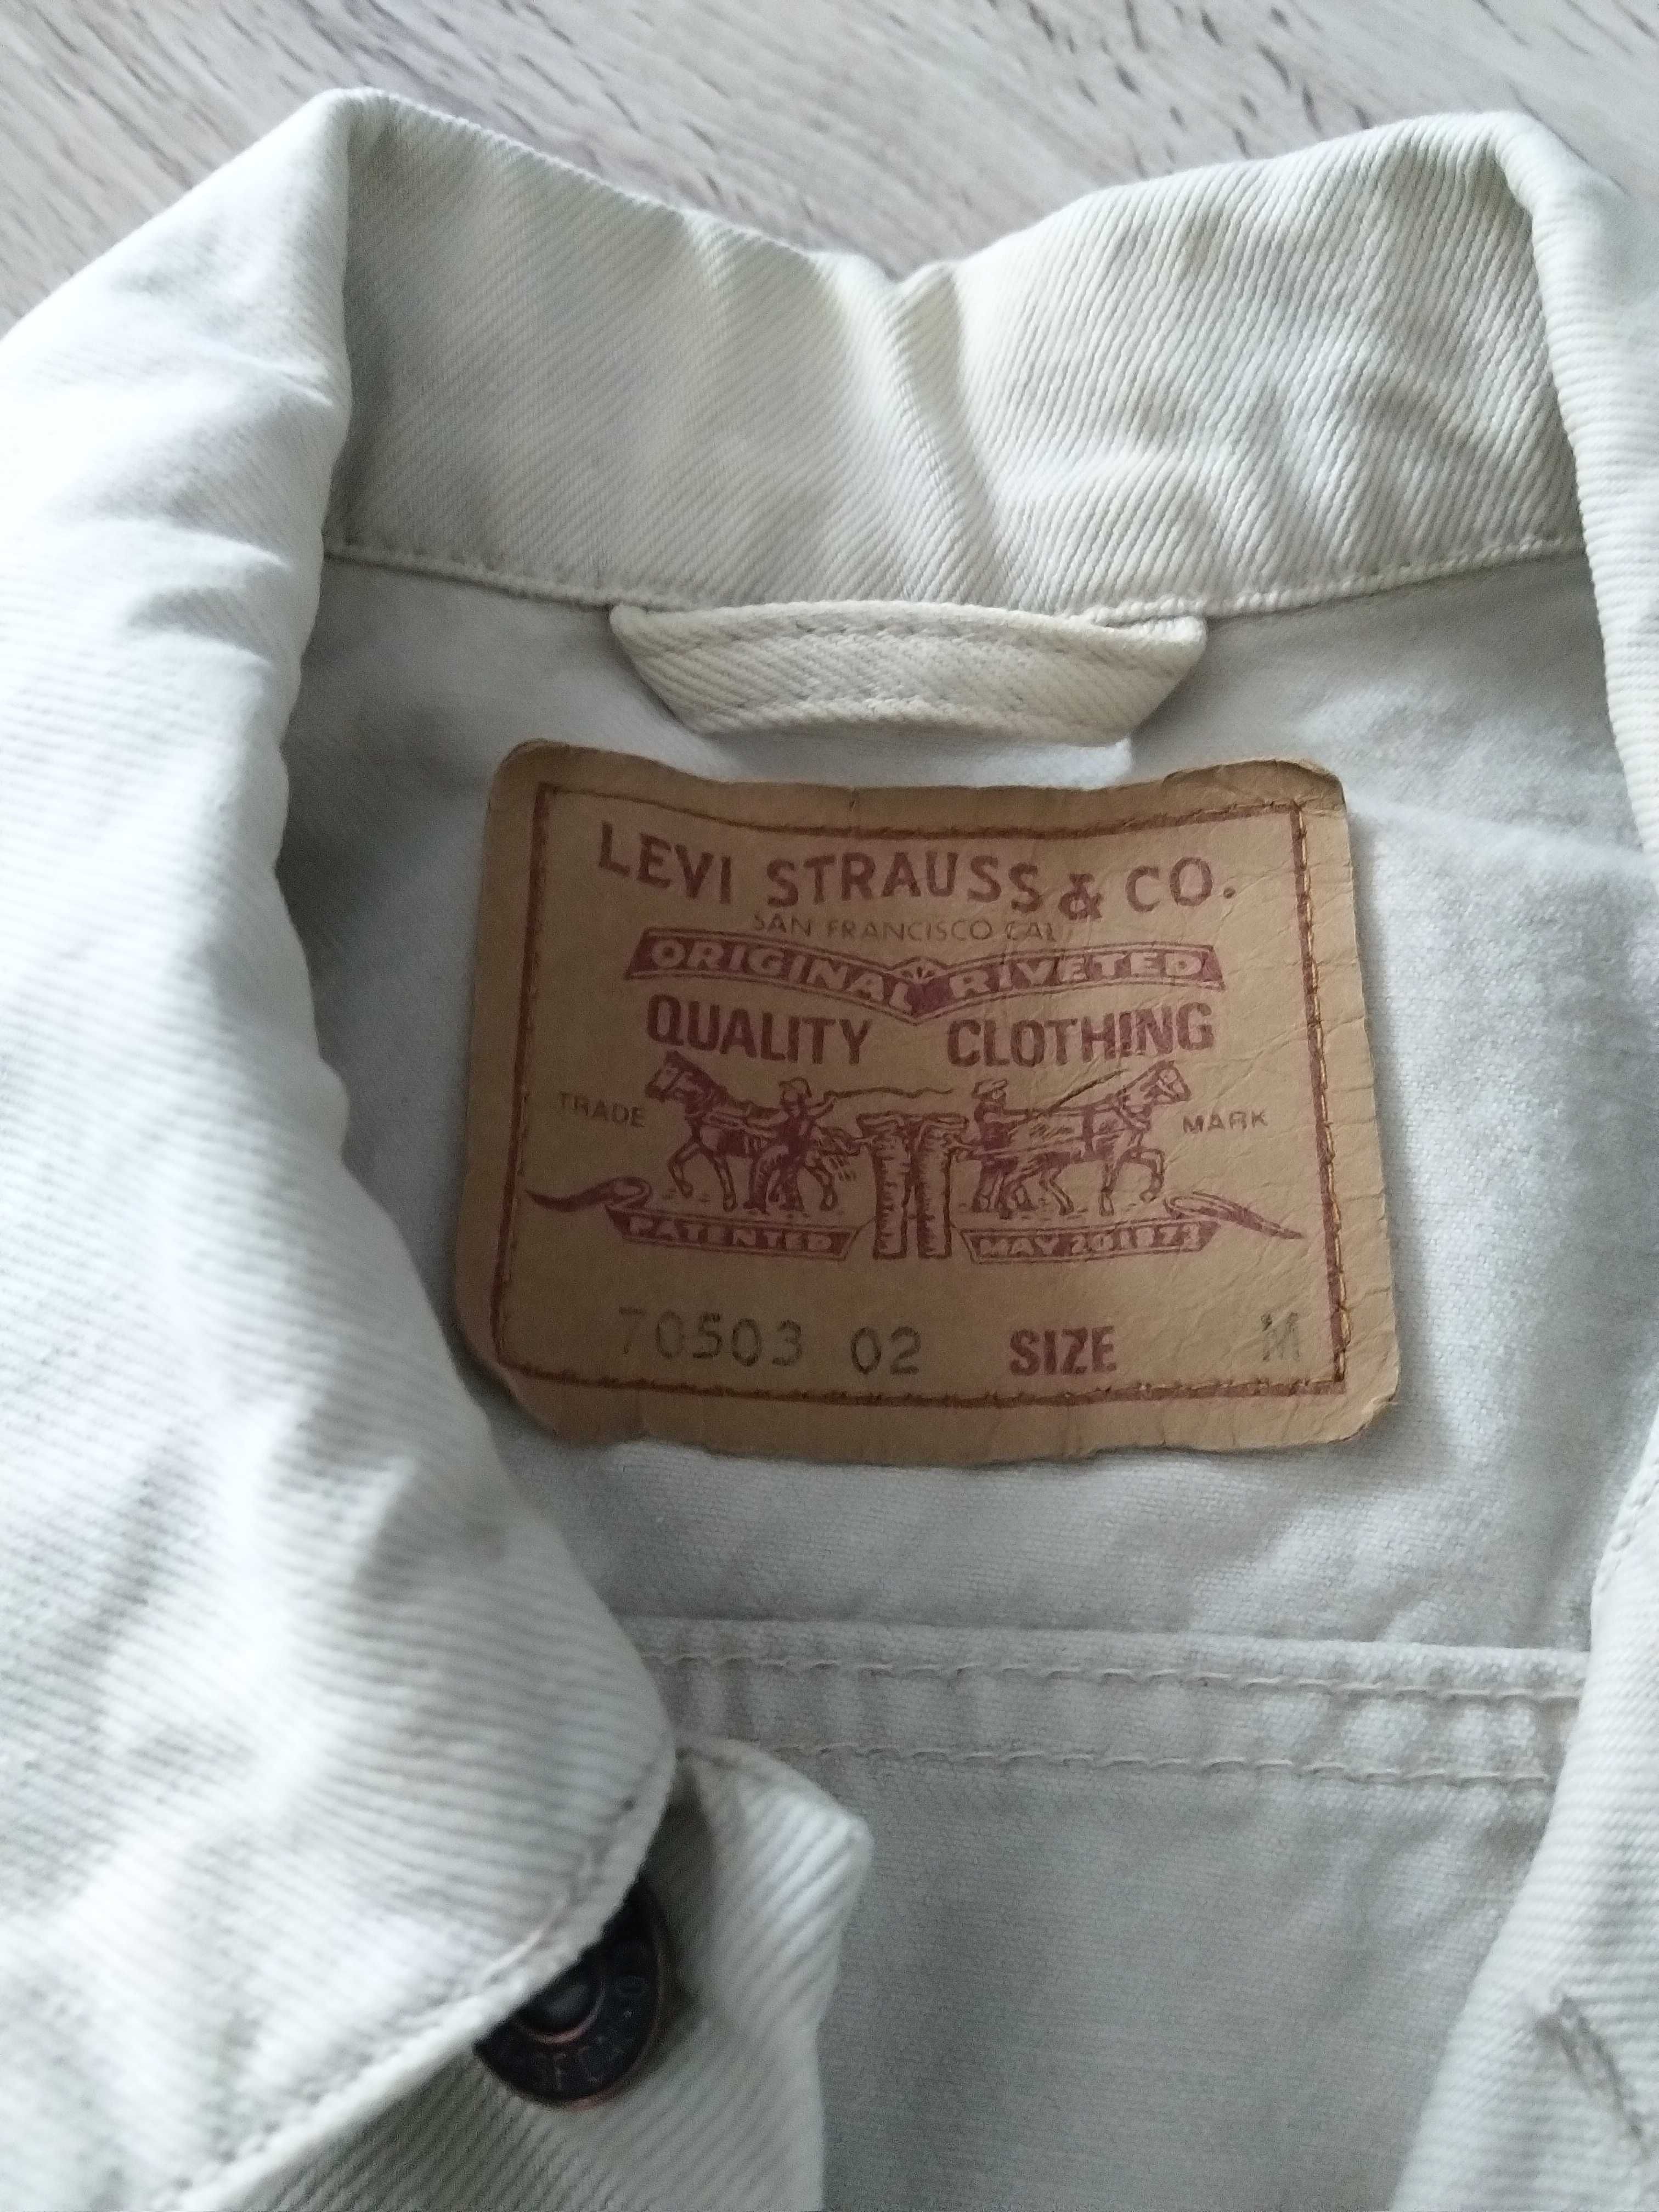 LEVI STRAUSS & CO.
SAN FRANCISCO CAL
ORIGINAL RIVETED
QUALITY CLOTHING
TRADE MARK
PATENTED MAY 20 1873
70503 02 SIZE M